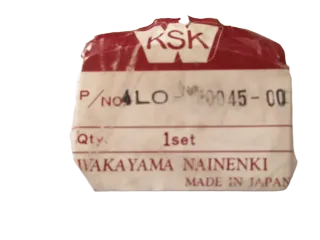 KSK
P/NO. 4LO- 0045-00
Qty. 1set
WAKAYAMA NAINENKI
MADE IN JAPAN